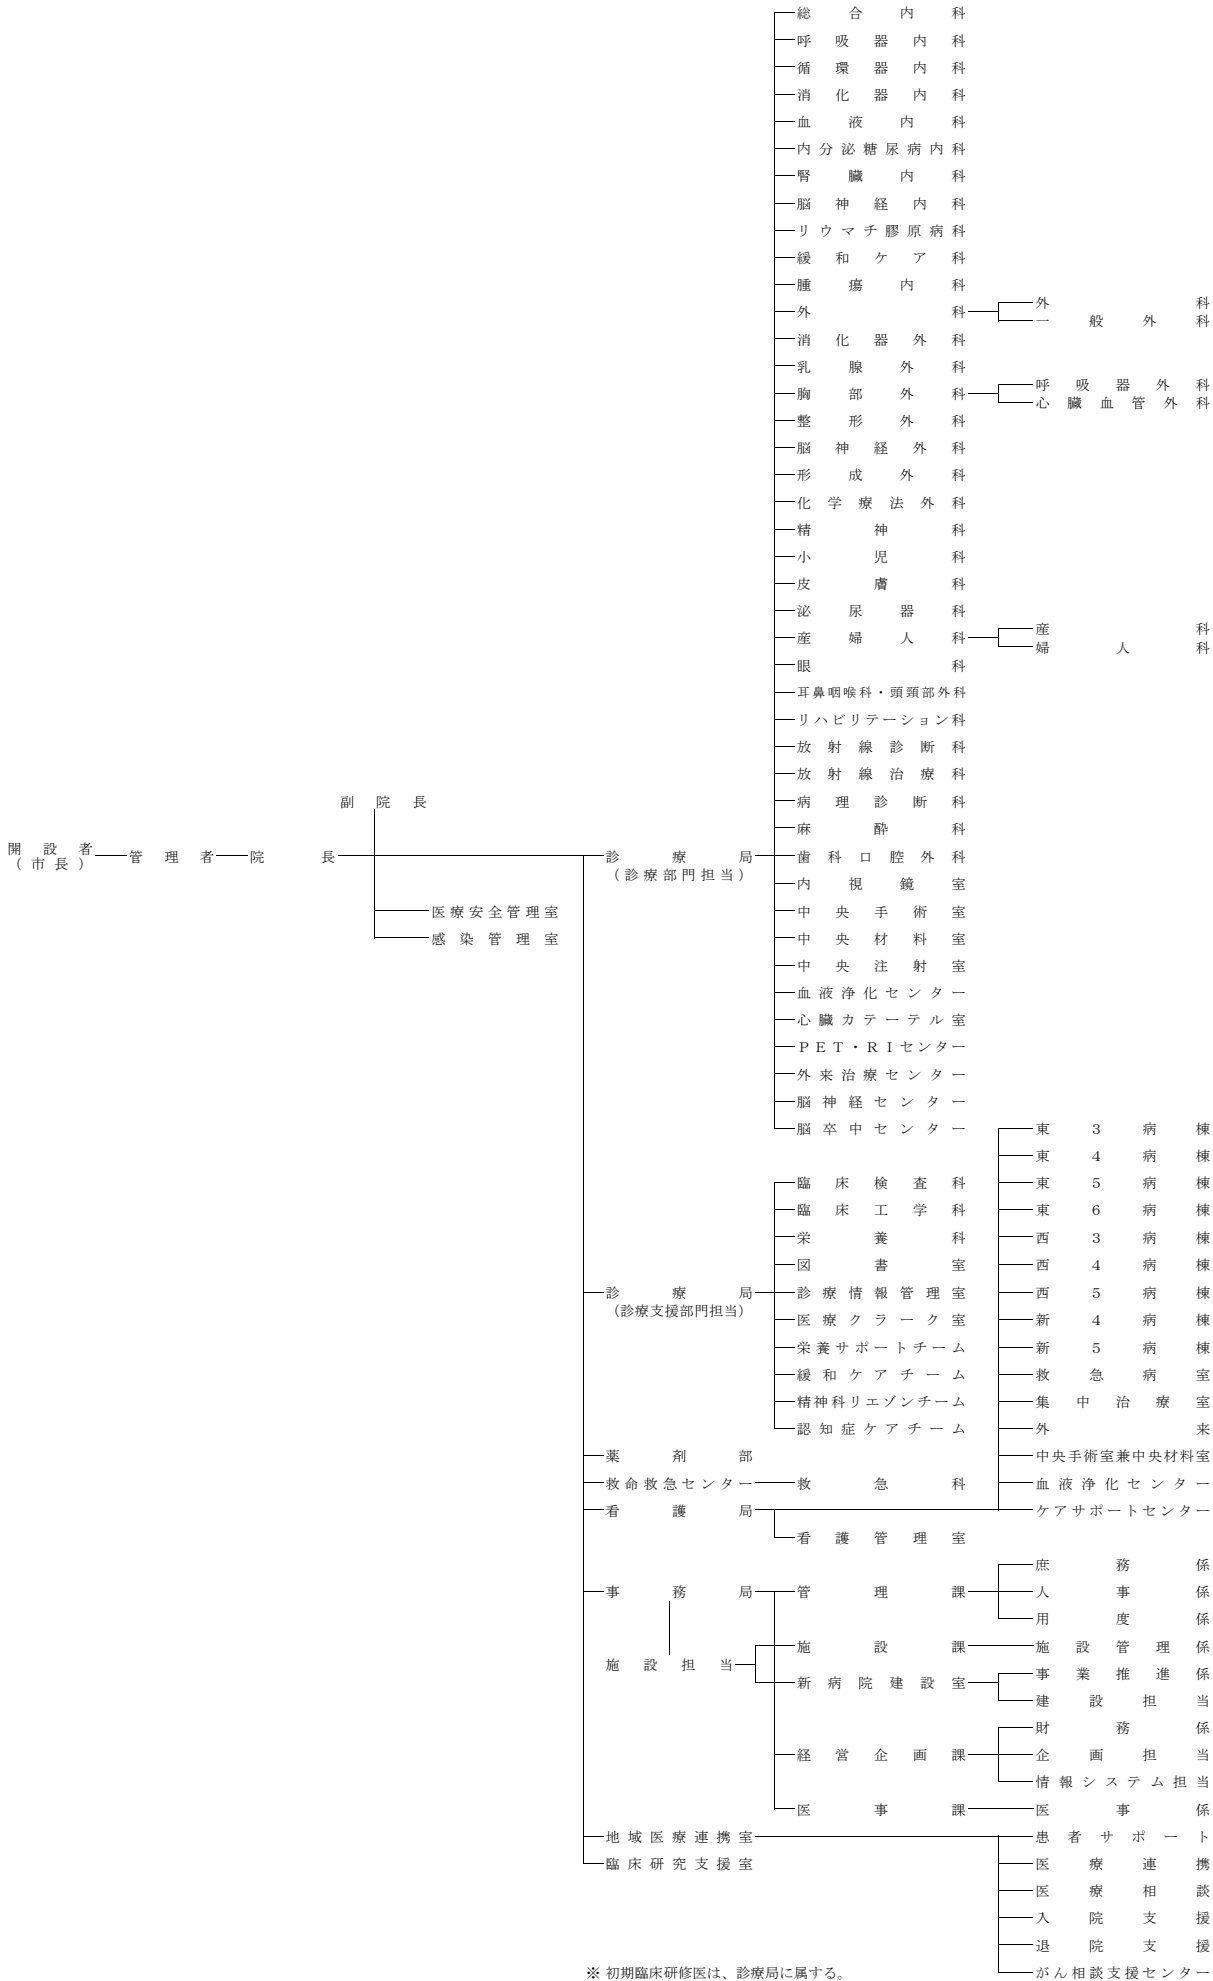 総合内科
呼吸器内科
循環器内科
消化器内科
血液内科
内分泌糖尿病内科
腎臓内科
脳神経内科
リウマチ膠原病科
緩和ケア科
腫瘍内科
外科
外科
一般外科
消化器外科
乳腺外科
胸部外科
呼吸器外科
心臓血管外科
整形外科
脳神経外科
形成外科
化学療法外科
精神科
小児科
皮膚科
泌尿器科
産婦人科
産科
婦人科
眼科
耳鼻咽喉科・頭頸部外科
リハビリテーション科
放射線診断科
放射線治療科
病理診断科
麻酔科
副院長
開設者
（市長）
管理者
院長
診療局
（診療部門担当）
歯科口腔外科
内視鏡室
医療安全管理室
感染管理室
中央手術室
中央材料室
中央注射室
血液浄化センター
心臓カテーテル室
ＰＥＴ・ＲＩセンター
外来治療センター
脳神経センター
脳卒中センター
診療局
（診療支援部門担当）
臨床検査科
臨床工学科
栄養科
図書室
診療情報管理室
医療クラーク室
栄養サポートチーム
緩和ケアチーム
精神科リエゾンチーム
認知症ケアチーム
薬剤部
救命救急センター
救急科
看護局
東３病棟
東４病棟
東５病棟
東６病棟
西３病棟
西４病棟
西５病棟
新４病棟
新５病棟
救急病室
集中治療室
外来
中央手術室兼中央材料室
血液浄化センター
ケアサポートセンター
看護管理室
事務局
管理課
庶務係
人事係
用度係
施設担当
施設課
施設管理係
新病院建設室
事業推進係
建設担当
経営企画課
財務係
企画担当
情報システム担当
医事課
医事係
地域医療連携室
患者サポート
医療連携
医療相談
入院支援
退院支援
がん相談支援センター
臨床研究支援室
※ 初期臨床研修医は、診療局に属する。